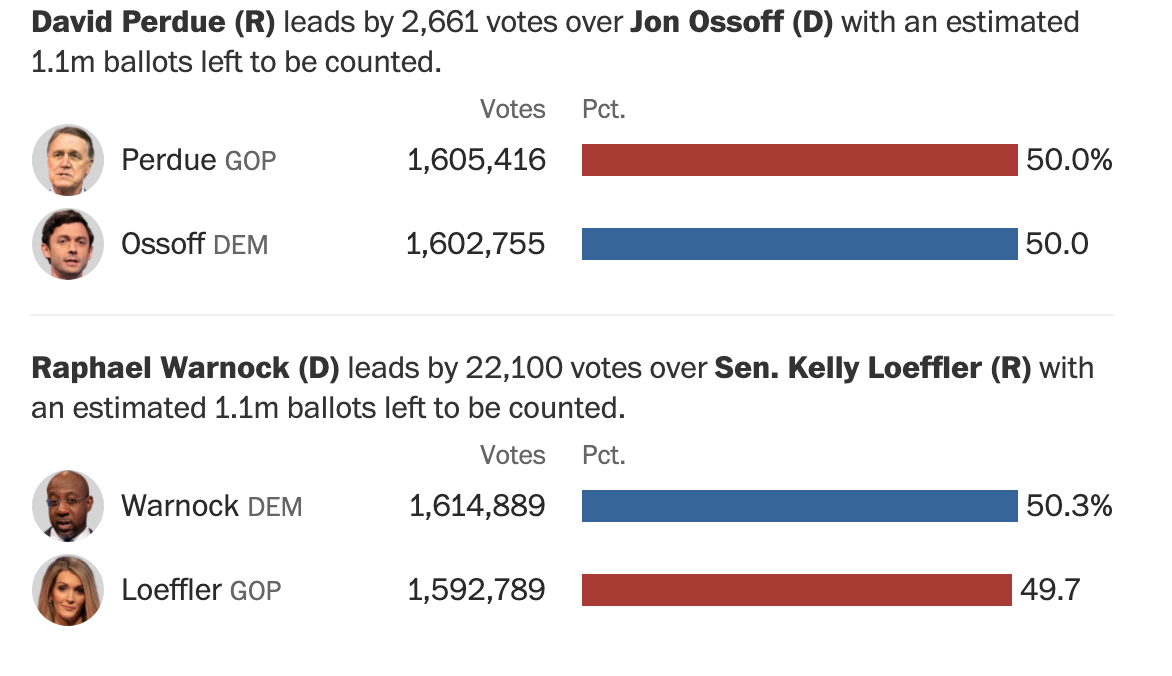 David Perdue (R) leads by 2,661 votes over Jon Ossoff (D) with an estimated
1.1m ballots left to be counted.
Votes Pct.
Perdue GOP 1,605,416 50.0%
Ossoff DEM 1,602,755 50.0
Raphael Warnock (D) leads by 22,100 votes over Sen. Kelly Loeffler (R) with
an estimated 1.1m ballots left to be counted.
Votes Pct.
Warnock DEM 1,614,889 50.3%
Loeffler GOP 1,592,789 49.7